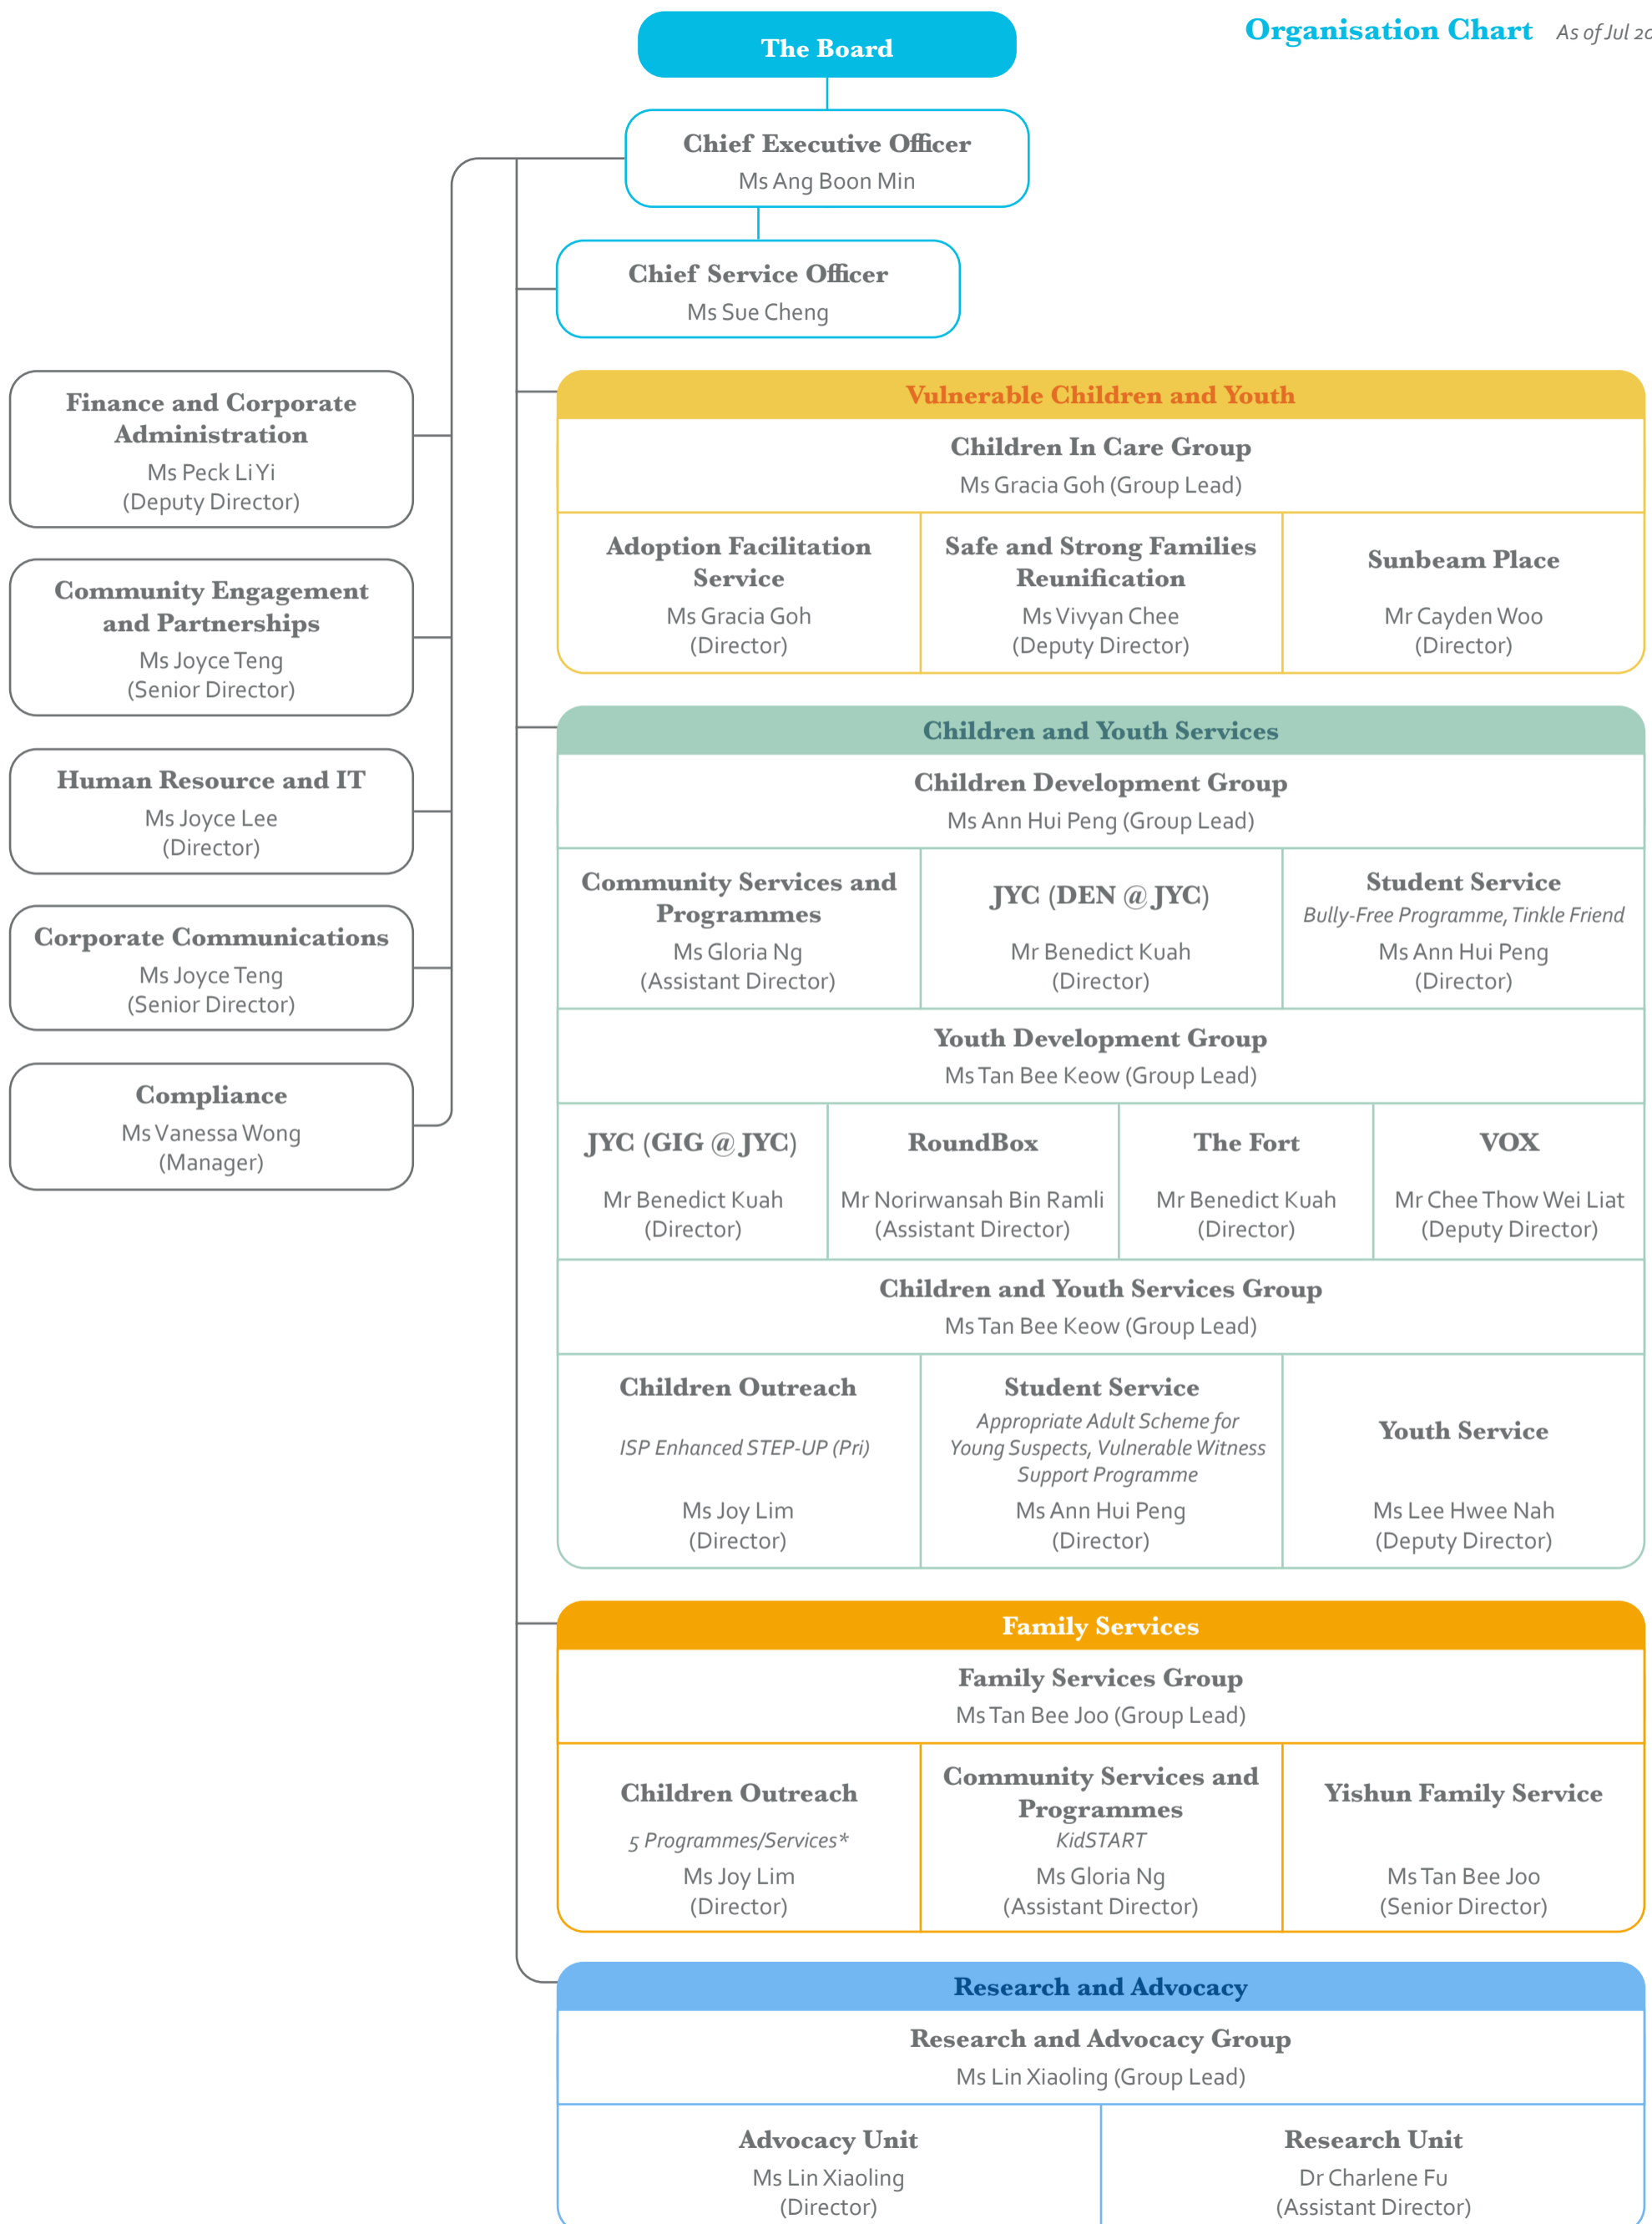 The Board
Organisation Chart As of Jul
Chief Executive Officer
Ms Ang Boon Min
Chief Service Officer
Ms Sue Cheng
Finance and Corporate
Administration
Ms Peck Li Yi
(Deputy Director)
Community Engagement
and Partnerships
Ms Joyce Teng
(Senior Director)
Human Resource and IT
Ms Joyce Lee
(Director)
Corporate Communications
Ms Joyce Teng
(Senior Director)
Compliance
Ms Vanessa Wong
(Manager)
Vulnerable Children and Youth
Children In Care Group
Ms Gracia Goh (Group Lead)
Adoption Facilitation
Service
Ms Gracia Goh
(Director)
Safe and Strong Families
Reunification
Ms Vivyan Chee
(Deputy Director)
Sunbeam Place
Mr Cayden Woo
(Director)
Children and Youth Services
Children Development Group
Ms Ann Hui Peng (Group Lead)
Community Services and
Programmes
Ms Gloria Ng
(Assistant Director)
JYC (DEN @ JYC)
Mr Benedict Kuah
(Director)
Student Service
Bully-Free Programme, Tinkle Friend
Ms Ann Hui Peng
(Director)
Youth Development Group
Ms Tan Bee Keow (Group Lead)
JYC (GIG @ JYC)
Mr Benedict Kuah
(Director)
RoundBox
Mr Norirwansah Bin Ramli
(Assistant Director)
The Fort
Mr Benedict Kuah
(Director)
VOX
Mr Chee Thow Wei Liat
(Deputy Director)
Children and Youth Services Group
Ms Tan Bee Keow (Group Lead)
Children Outreach
ISP Enhanced STEP-UP (Pri)
Ms Joy Lim
(Director)
Student Service
Appropriate Adult Scheme for
Young Suspects, Vulnerable Witness
Support Programme
Ms Ann Hui Peng
(Director)
Youth Service
Ms Lee Hwee Nah
(Deputy Director)
Family Services
Family Services Group
Ms Tan Bee Joo (Group Lead)
Children Outreach
5 Programmes/Services*
Ms Joy Lim
(Director)
Community Services and
Programmes
KidSTART
Ms Gloria Ng
(Assistant Director)
Yishun Family Service
Ms Tan Bee Joo
(Senior Director)
Research and Advocacy
Research and Advocacy Group
Ms Lin Xiaoling (Group Lead)
Advocacy Unit
Ms Lin Xiaoling
(Director)
Research Unit
Dr Charlene Fu
(Assistant Director)